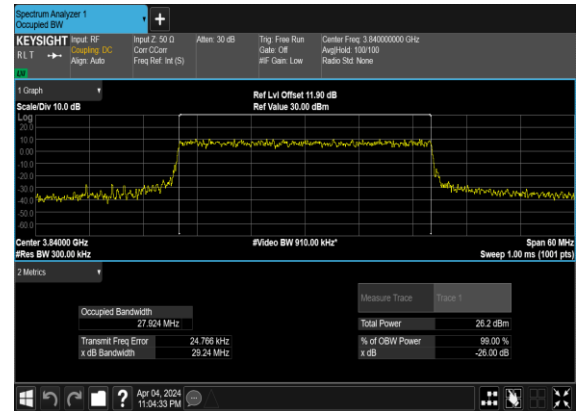 Spectrum Analyzer 1
Occupied BW
+
KEYSIGHT Input: RF Input Z: 50 Ω Atten: 30 dB Trig: Free Run Center Freq: 3.840000000 GHz
RLT Coupling: DC Corr CCorr Gate: Off Avg|Hold: 100/100
Align: Auto Freq Ref: Int (S) #IF Gain: Low Radio Std: None
1 Graph
Ref Lvl Offset 11.90 dB
Scale/Div 10.0 dB Ref Value 30.00 dBm
Log
20.0
10.0
0.00
-10.0
-20.0
-30.0
-40.0
-50.0
-60.0
Center 3.84000 GHz #Video BW 910.00 kHz* Span 60 MHz
#Res BW 300.00 kHz Sweep 1.00 ms (1001 pts)
2 Metrics
Measure Trace Trace 1
Occupied Bandwidth
27.924 MHz Total Power 26.2 dBm
Transmit Freq Error 24.766 kHz % of OBW Power 99.00 %
x dB Bandwidth 29.24 MHz x dB -26.00 dB
?
Apr 04, 2024
11:04:33 PM